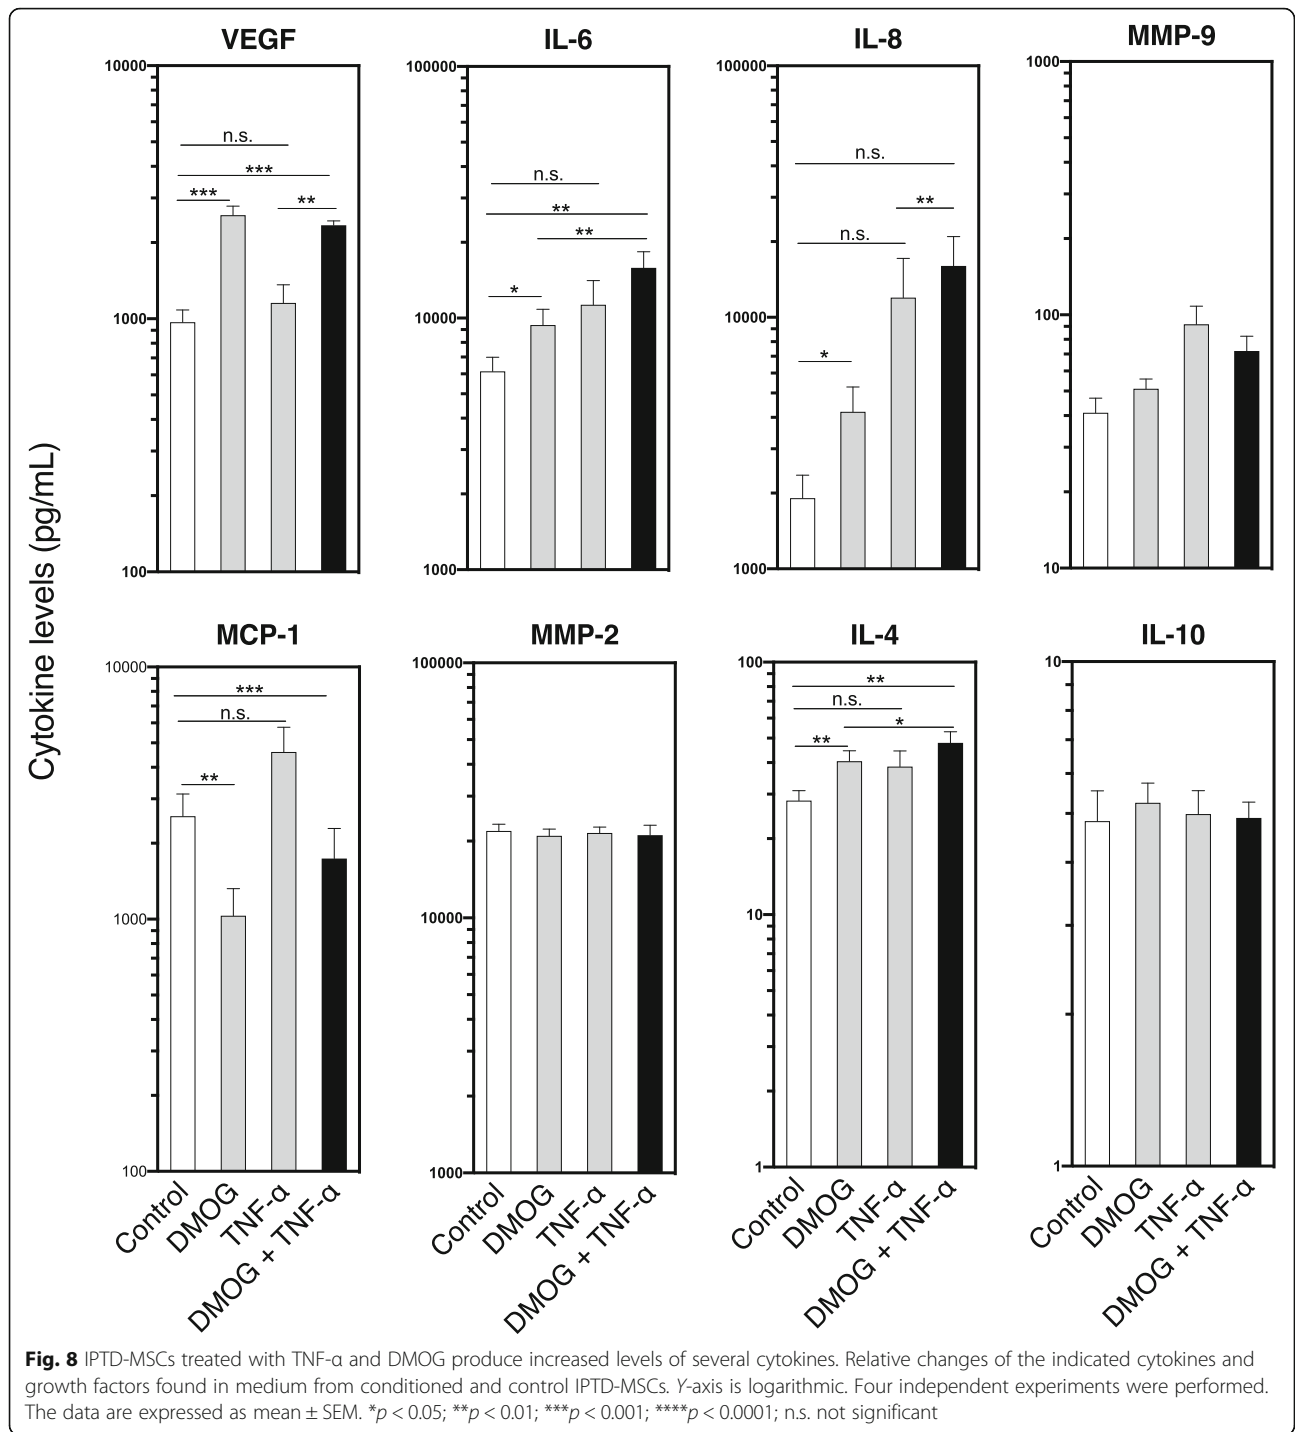 VEGF
IL-6
IL-8
MMP-9
10000
1000
100
n.s.
***
***
**
100000
10000
1000
n.s.
**
**
*
100000
10000
1000
n.s.
**
n.s.
*
1000
100
10
Cytokine levels (pg/mL)
MCP-1
MMP-2
IL-4
IL-10
10000
1000
100
***
n.s.
**
100000
10000
1000
100
10
1
**
n.s.
*
**
10
1
Control
DMOG
TNF-α
DMOG + TNF-α
Control
DMOG
TNF-α
DMOG + TNF-α
Control
DMOG
TNF-α
DMOG + TNF-α
Control
DMOG
TNF-α
DMOG + TNF-α
Fig. 8 IPTD-MSCs treated with TNF-α and DMOG produce increased levels of several cytokines. Relative changes of the indicated cytokines and
growth factors found in medium from conditioned and control IPTD-MSCs. Y-axis is logarithmic. Four independent experiments were performed.
The data are expressed as mean ± SEM. *p < 0.05; **p < 0.01; ***p < 0.001; ****p < 0.0001; n.s. not significant